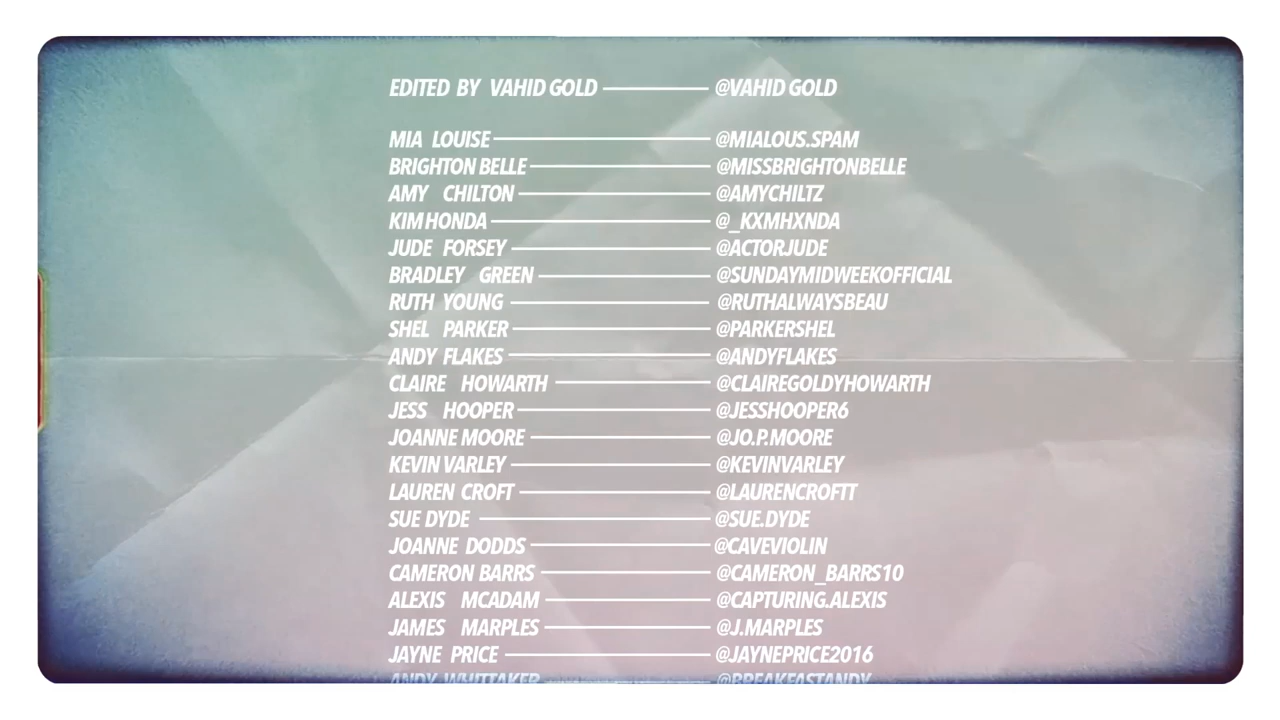 EDITED BY VAHID GOLD @VAHID GOLD
MIA LOUISE @MIALOUS.SPAM
BRIGHTON BELLE @MISSBRIGHTONBELLE
AMY CHILTON @AMYCHILTZ
KIM HONDA @_KXMHXNDA
JUDE FORSEY @ACTORJUDE
BRADLEY GREEN @SUNDAYMIDWEEKOFFICIAL
RUTH YOUNG @RUTHALWAYSBEAU
SHEL PARKER @PARKERSHEL
ANDY FLAKES @ANDYFLAKES
CLAIRE HOWARTH @CLAIREGOLDYHOWARTH
JESS HOOPER @JESSHOOPER6
JOANNE MOORE @JO.P.MOORE
KEVIN VARLEY @KEVINVARLEY
LAUREN CROFT @LAURENCROFTT
SUE DYDE @SUE.DYDE
JOANNE DODDS @CAVEVIOLIN
CAMERON BARRS @CAMERON_BARRS10
ALEXIS MCADAM @CAPTURING.ALEXIS
JAMES MARPLES @J.MARPLES
JAYNE PRICE @JAYNEPRICE2016
ANDY WHITTAKER @BREAKFASTANDY